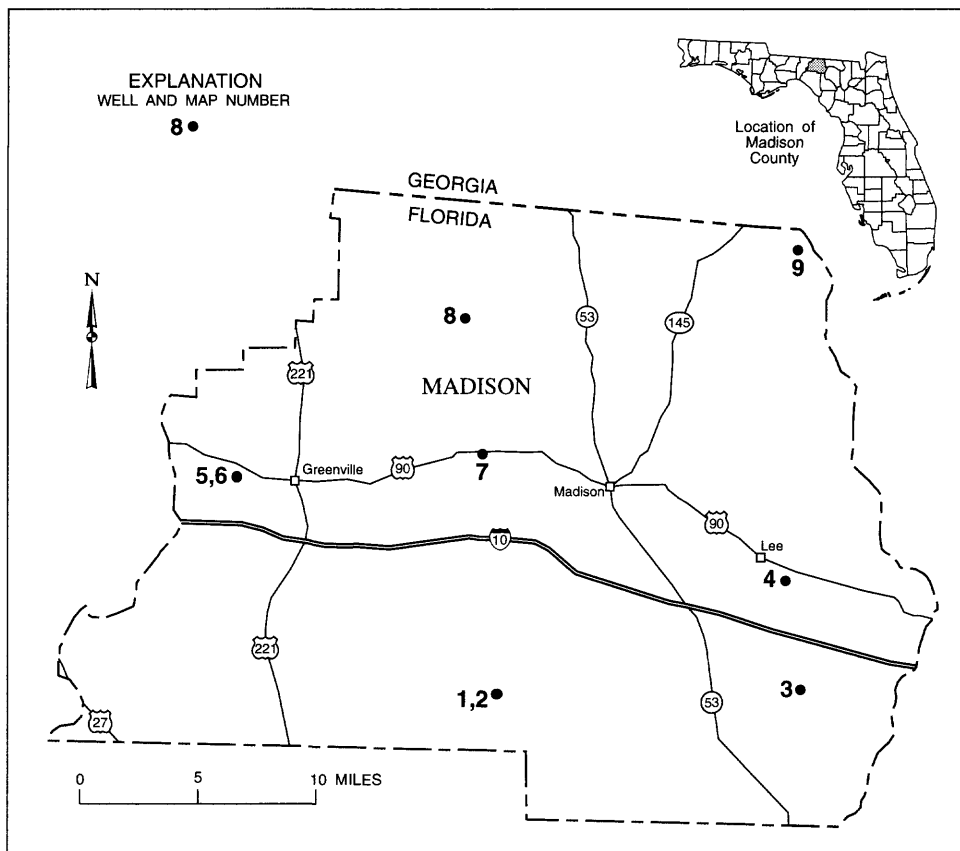 EXPLANATION
WELL AND MAP NUMBER
8
Location of
Madison
County
GEORGIA
FLORIDA
N
9
53
145
8
221
MADISON
5,6
Greenville
90
7
Madison
90
10
Lee
4
221
1,2
53
3
27
0 5 10 MILES